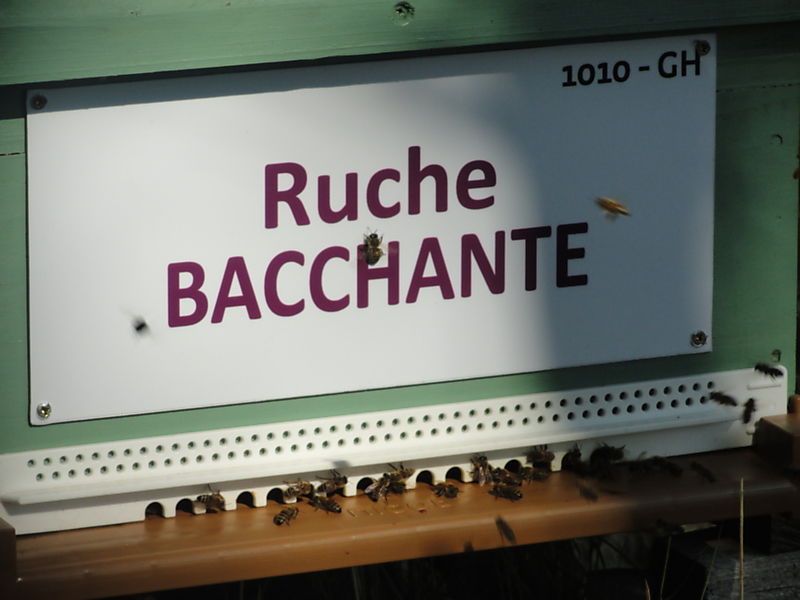 1010 - GH
Ruche
BACCHANTE